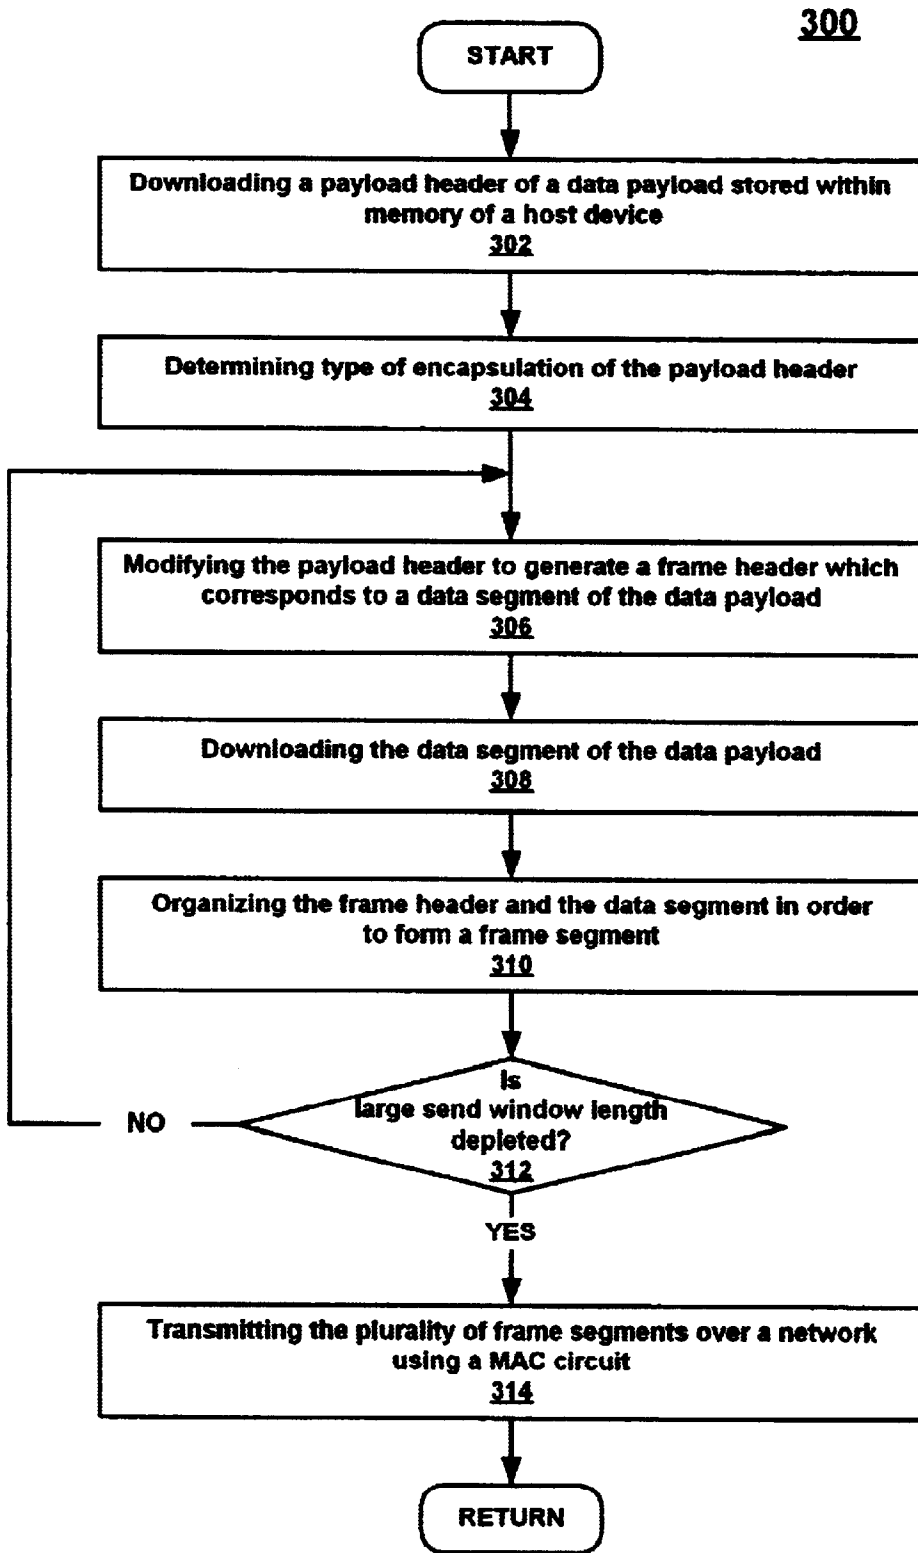 300
START
Downloading a payload header of a data payload stored within
memory of a host device
302
Determining type of encapsulation of the payload header
304
Modifying the payload header to generate a frame header which
corresponds to a data segment of the data payload
306
Downloading the data segment of the data payload
308
Organizing the frame header and the data segment in order
to form a frame segment
310
Is
large send window length
depleted?
312
NO
YES
Transmitting the plurality of frame segments over a network
using a MAC circuit
314
RETURN